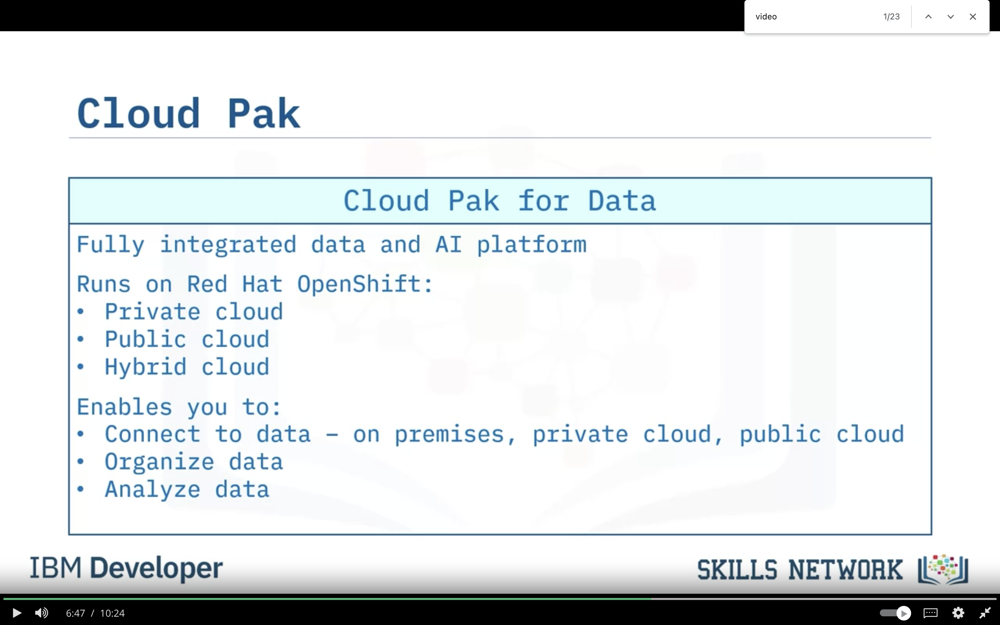 video 1/23
Cloud Pak
Cloud Pak for Data
Fully integrated data and AI platform
Runs on Red Hat OpenShift:
• Private cloud
• Public cloud
• Hybrid cloud
Enables you to:
• Connect to data – on premises, private cloud, public cloud
• Organize data
• Analyze data
IBM Developer
SKILLS NETWORK
6:47 / 10:24